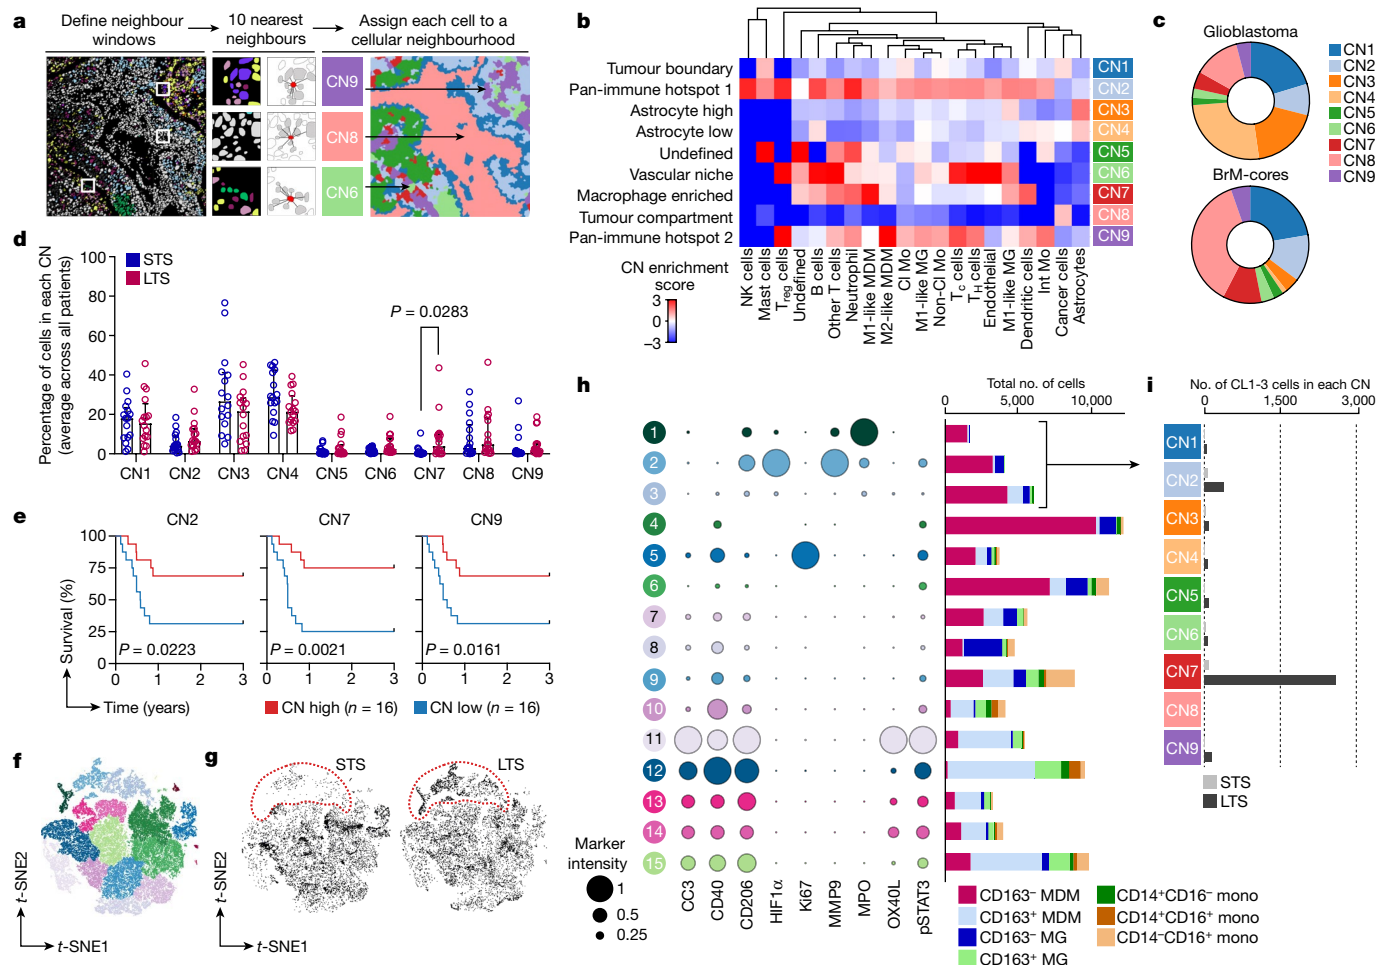 a
Define neighbour windows
10 nearest neighbours
Assign each cell to a cellular neighbourhood
CN9
CN8
CN6
b
Tumour boundary
Pan-immune hotspot 1
Astrocyte high
Astrocyte low
Undefined
Vascular niche
Macrophage enriched
Tumour compartment
Pan-immune hotspot 2
CN1
CN2
CN3
CN4
CN5
CN6
CN7
CN8
CN9
NK cells
Mast cells
Treg cells
Undefined
B cells
Other T cells
Neutrophil
M1-like MDM
M2-like MDM
Cl Mo
M1-like MG
Non-Cl Mo
Tc cells
TH cells
Endothelial
M1-like MG
Dendritic cells
Int Mo
Cancer cells
Astrocytes
CN enrichment score
3
0
−3
c
Glioblastoma
BrM-cores
CN1
CN2
CN3
CN4
CN5
CN6
CN7
CN8
CN9
d
Percentage of cells in each CN
(average across all patients)
100
80
60
40
20
0
STS
LTS
P = 0.0283
CN1 CN2 CN3 CN4 CN5 CN6 CN7 CN8 CN9
e
CN2 CN7 CN9
Survival (%)
100
75
50
25
0
P = 0.0223
P = 0.0021
P = 0.0161
0 1 2 3
0 1 2 3
0 1 2 3
Time (years)
CN high (n = 16)
CN low (n = 16)
f
t-SNE2
t-SNE1
g
STS
LTS
t-SNE2
t-SNE1
h
Total no. of cells
0 5,000 10,000
1
2
3
4
5
6
7
8
9
10
11
12
13
14
15
Marker intensity
1
0.5
0.25
CC3
CD40
CD206
HIF1α
Ki67
MMP9
MPO
OX40L
pSTAT3
CD163− MDM
CD163+ MDM
CD163− MG
CD163+ MG
CD14+CD16− mono
CD14+CD16+ mono
CD14−CD16+ mono
i
No. of CL1-3 cells in each CN
0 1,500 3,000
CN1
CN2
CN3
CN4
CN5
CN6
CN7
CN8
CN9
STS
LTS